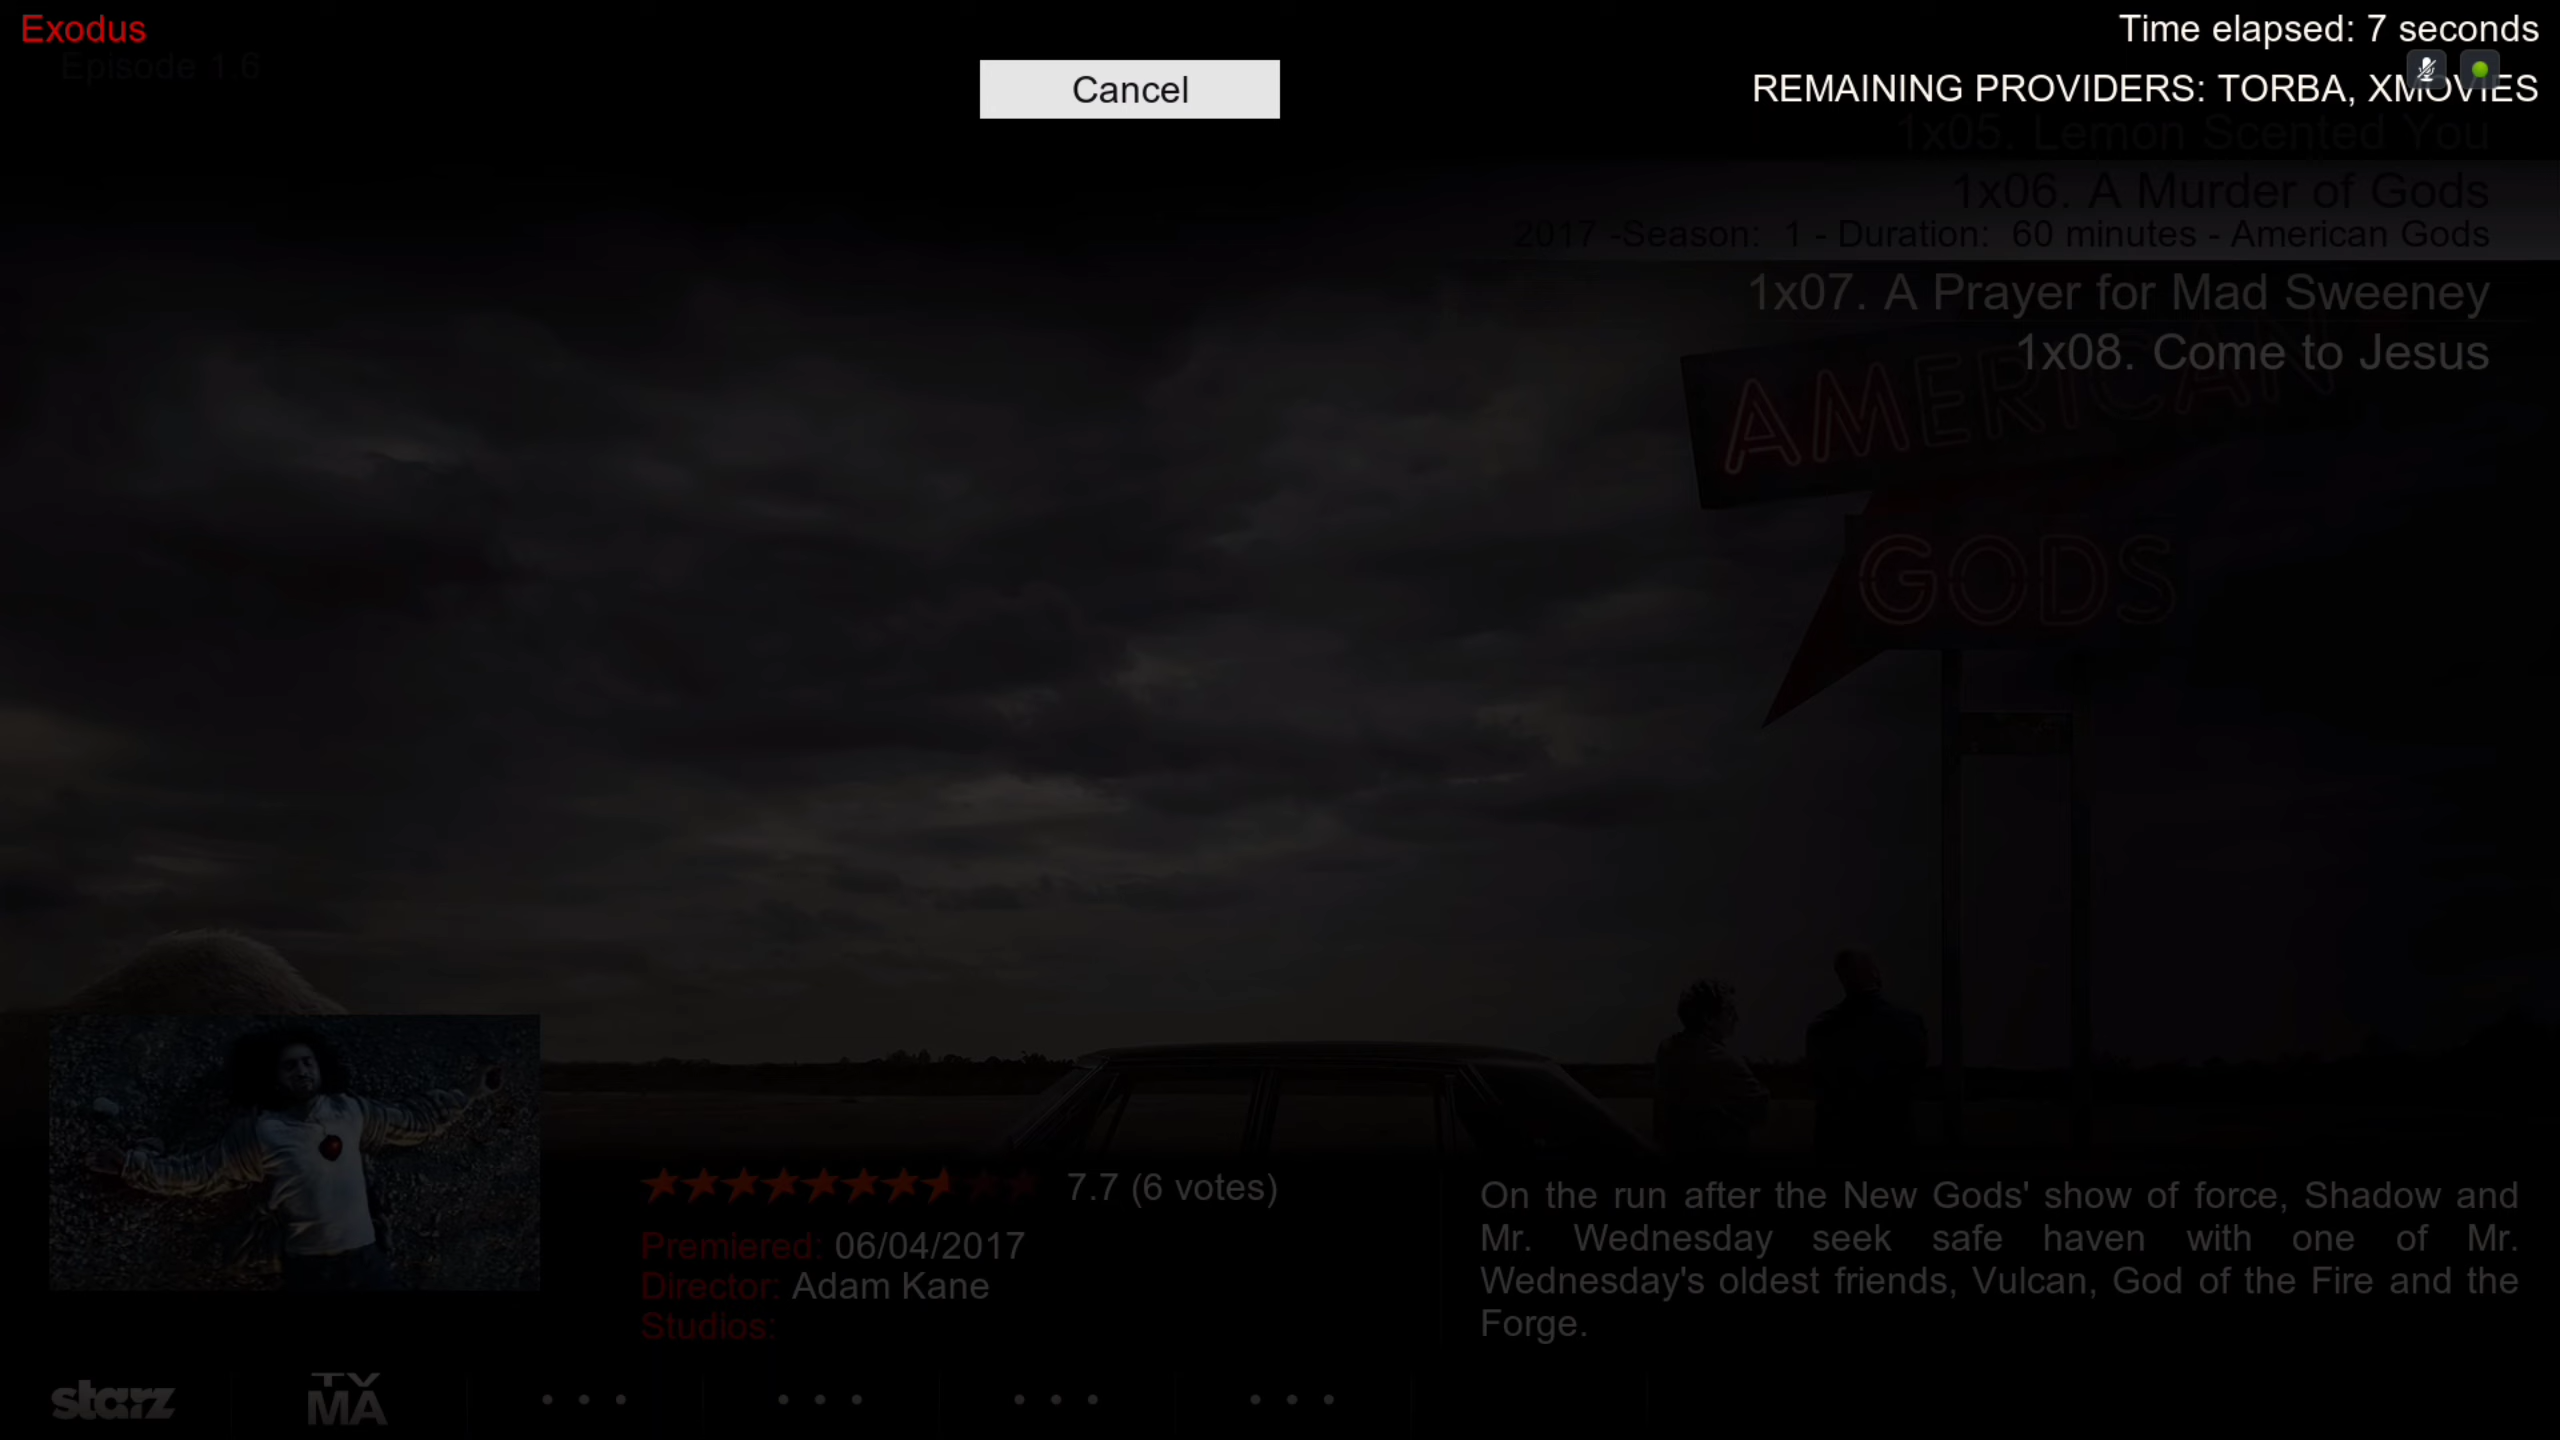 Exodus
Time elapsed: 7 seconds
Episode 1.6
Cancel
REMAINING PROVIDERS: TORBA, XMOVIES
1x05. Lemon Scented You
1x06. A Murder of Gods
2017 -Season: 1 - Duration: 60 minutes - American Gods
1x07. A Prayer for Mad Sweeney
1x08. Come to Jesus
AMERICAN
GODS
7.7 (6 votes)
Premiered: 06/04/2017
Director: Adam Kane
Studios:
On the run after the New Gods' show of force, Shadow and
Mr. Wednesday seek safe haven with one of Mr.
Wednesday's oldest friends, Vulcan, God of the Fire and the
Forge.
starz
TV
MA